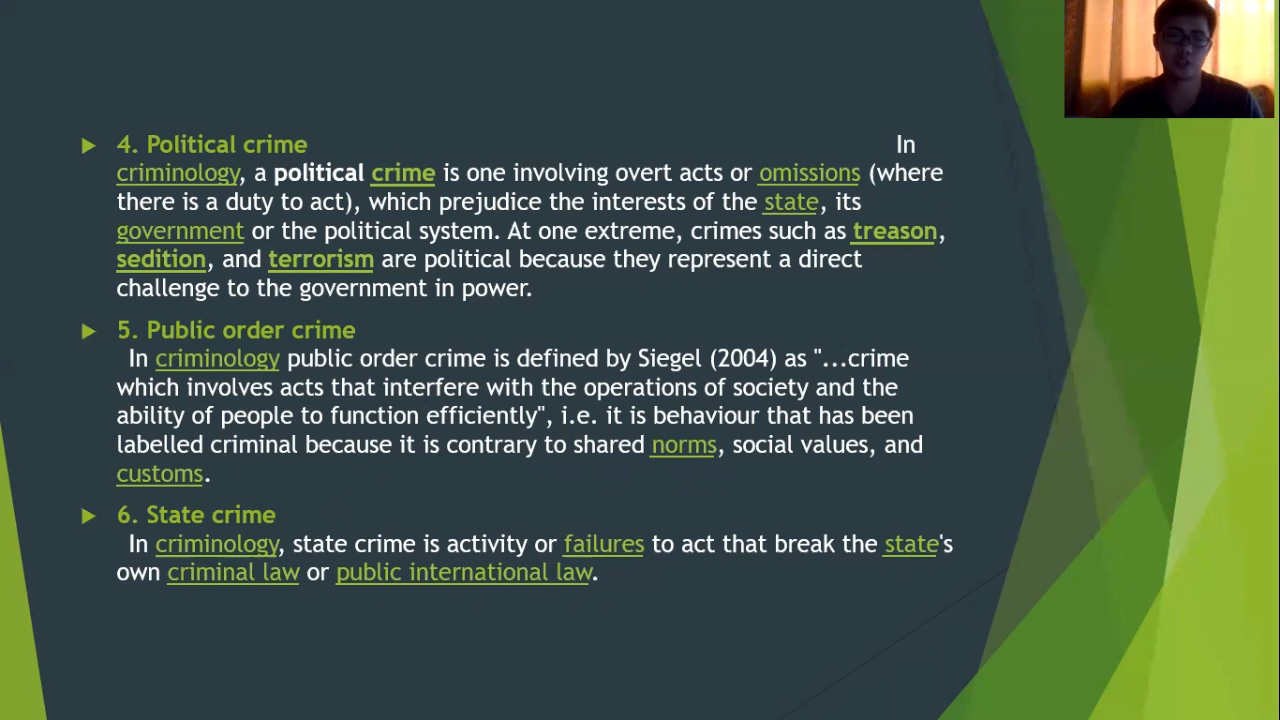 4. Political crime In
criminology, a political crime is one involving overt acts or omissions (where
there is a duty to act), which prejudice the interests of the state, its
government or the political system. At one extreme, crimes such as treason,
sedition, and terrorism are political because they represent a direct
challenge to the government in power.
5. Public order crime
In criminology public order crime is defined by Siegel (2004) as "...crime
which involves acts that interfere with the operations of society and the
ability of people to function efficiently", i.e. it is behaviour that has been
labelled criminal because it is contrary to shared norms, social values, and
customs.
6. State crime
In criminology, state crime is activity or failures to act that break the state's
own criminal law or public international law.